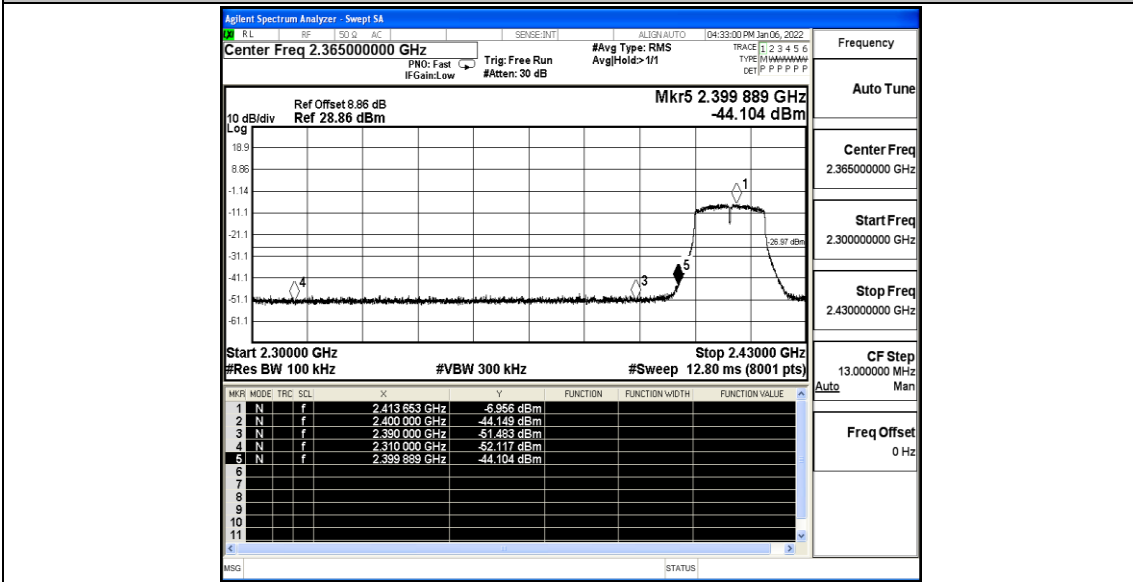 Agilent Spectrum Analyzer - Swept SA
RL RF 50 Ω AC SENSE:INT ALIGN AUTO 04:33:00 PM Jan 06, 2022
Center Freq 2.365000000 GHz
PNO: Fast
IFGain:Low
Trig: Free Run
#Atten: 30 dB
#Avg Type: RMS
Avg|Hold:>1/1
TRACE 1 2 3 4 5 6
TYPE M
DET P P P P P P
Ref Offset 8.86 dB
10 dB/div Ref 28.86 dBm
Log
Mkr5 2.399 889 GHz
-44.104 dBm
18.9
8.86
-1.14
-11.1
-21.1
-31.1
-41.1
-51.1
-61.1
1
-26.97 dBm
5
3
4
Start 2.30000 GHz Stop 2.43000 GHz
#Res BW 100 kHz #VBW 300 kHz #Sweep 12.80 ms (8001 pts)
MKR MODE TRC SCL X Y FUNCTION FUNCTION WIDTH FUNCTION VALUE
1 N f 2.413 653 GHz -6.956 dBm
2 N f 2.400 000 GHz -44.149 dBm
3 N f 2.390 000 GHz -51.483 dBm
4 N f 2.310 000 GHz -52.117 dBm
5 N f 2.399 889 GHz -44.104 dBm
6
7
8
9
10
11
MSG STATUS
Frequency
Auto Tune
Center Freq
2.365000000 GHz
Start Freq
2.300000000 GHz
Stop Freq
2.430000000 GHz
CF Step
13.000000 MHz
Auto Man
Freq Offset
0 Hz